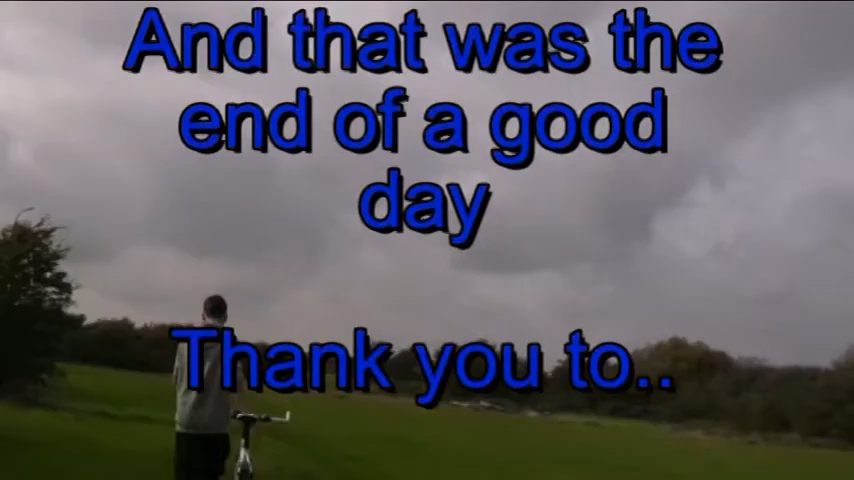 And that was the
end of a good
day
Thank you to..